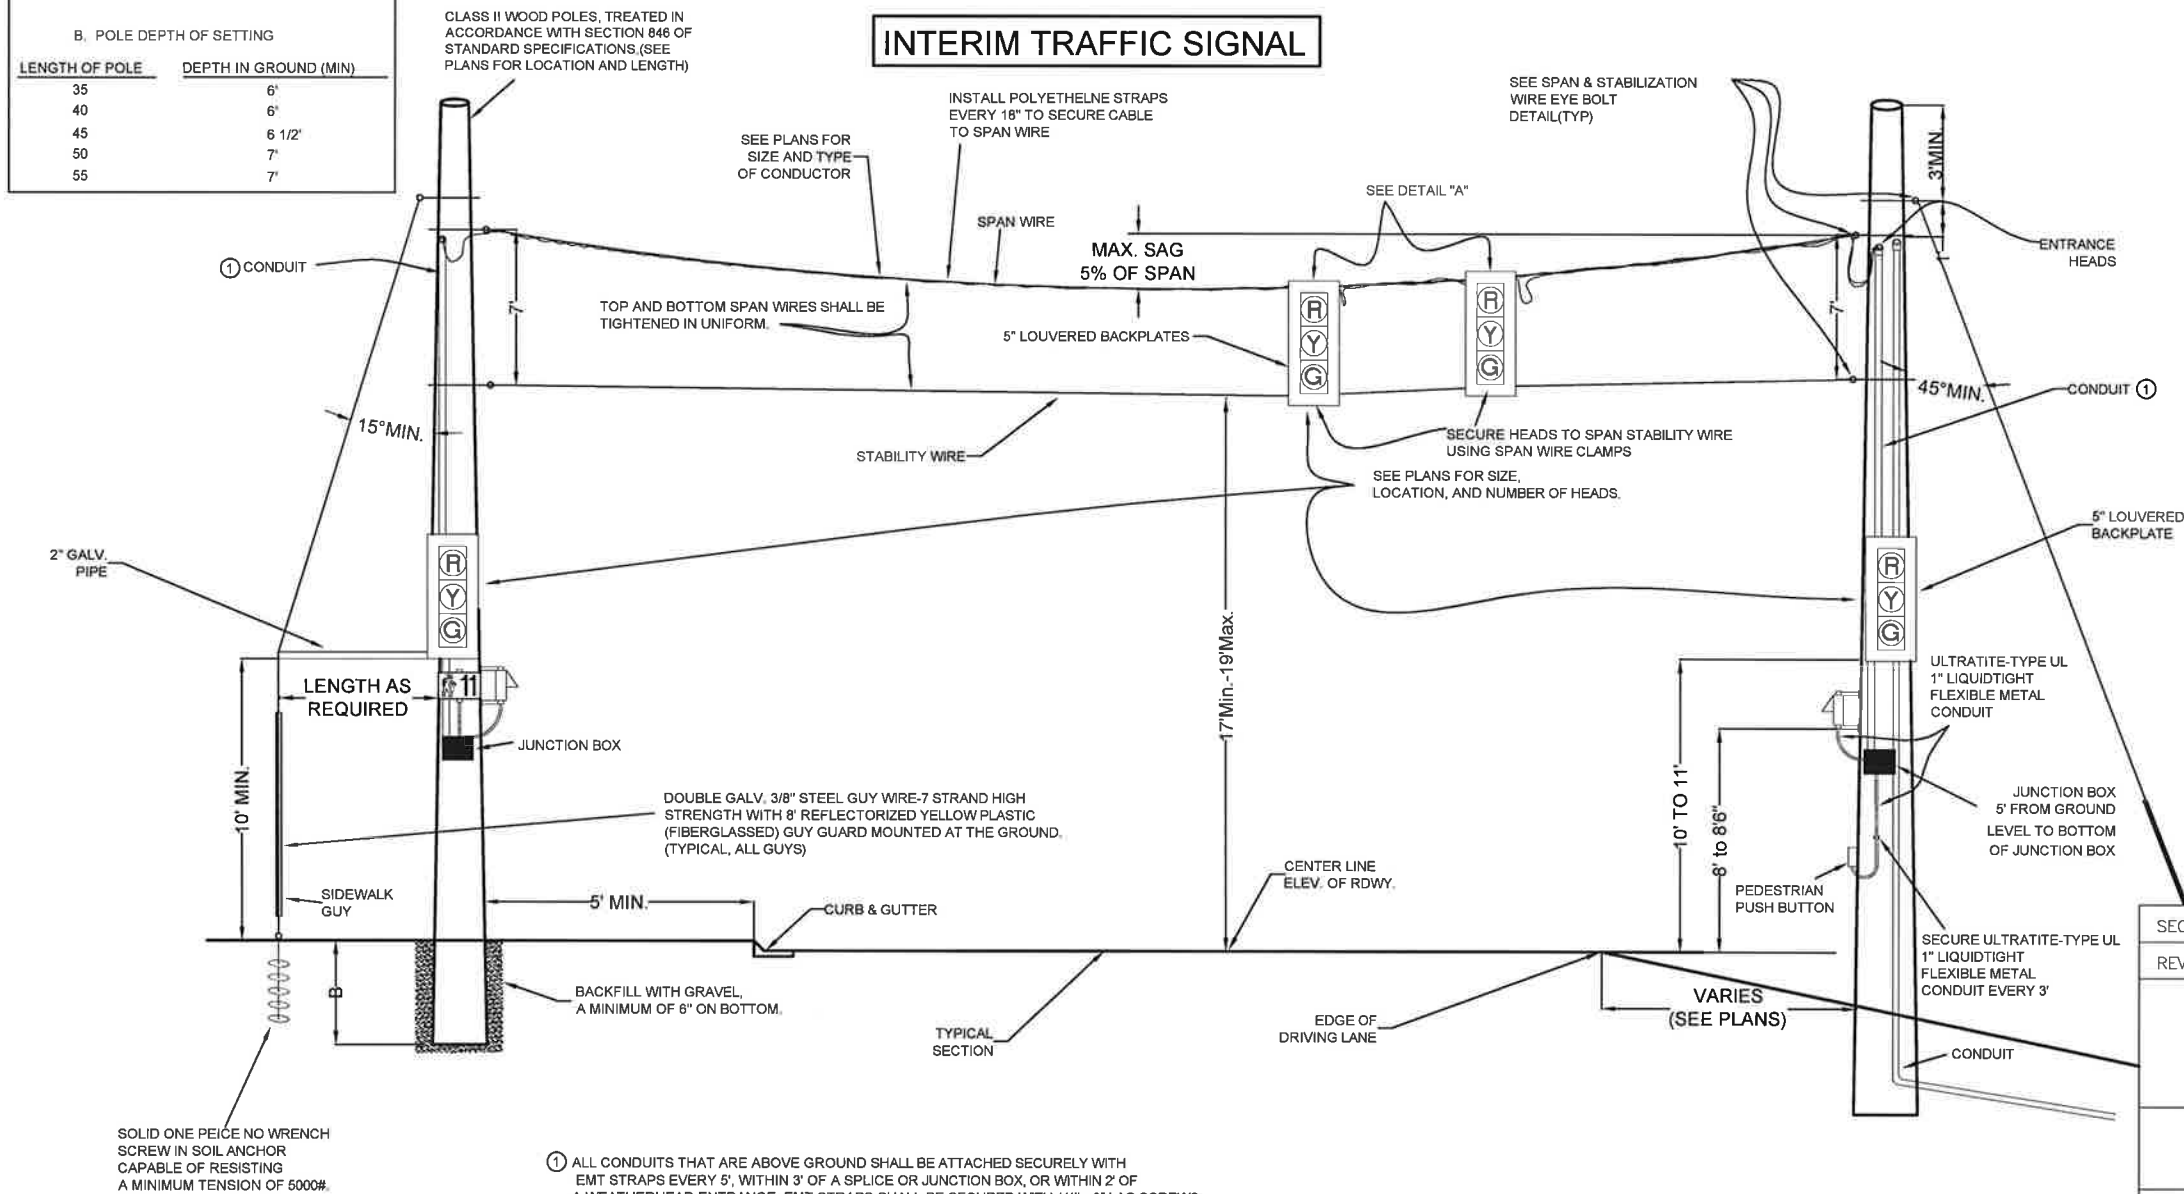 B. POLE DEPTH OF SETTING
LENGTH OF POLE DEPTH IN GROUND (MIN)
35 6'
40 6'
45 6 1/2'
50 7'
55 7'
CLASS II WOOD POLES, TREATED IN
ACCORDANCE WITH SECTION 846 OF
STANDARD SPECIFICATIONS.(SEE
PLANS FOR LOCATION AND LENGTH)
INTERIM TRAFFIC SIGNAL
SEE PLANS FOR
SIZE AND TYPE
OF CONDUCTOR
INSTALL POLYETHELNE STRAPS
EVERY 18" TO SECURE CABLE
TO SPAN WIRE
SEE SPAN & STABILIZATION
WIRE EYE BOLT
DETAIL(TYP)
3'MIN.
SEE DETAIL "A"
SPAN WIRE
MAX. SAG
5% OF SPAN
1'
ENTRANCE
HEADS
1 CONDUIT
7'
TOP AND BOTTOM SPAN WIRES SHALL BE
TIGHTENED IN UNIFORM.
5" LOUVERED BACKPLATES
R
Y
G
R
Y
G
7'
45°MIN.
CONDUIT 1
15°MIN.
STABILITY WIRE
SECURE HEADS TO SPAN STABILITY WIRE
USING SPAN WIRE CLAMPS
SEE PLANS FOR SIZE,
LOCATION, AND NUMBER OF HEADS.
5" LOUVERED
BACKPLATE
2" GALV.
PIPE
R
Y
G
R
Y
G
17'Min.-19'Max.
LENGTH AS
REQUIRED
11
JUNCTION BOX
10' MIN.
ULTRATITE-TYPE UL
1" LIQUIDTIGHT
FLEXIBLE METAL
CONDUIT
10' TO 11'
8' to 8'6"
DOUBLE GALV. 3/8" STEEL GUY WIRE-7 STRAND HIGH
STRENGTH WITH 8' REFLECTORIZED YELLOW PLASTIC
(FIBERGLASSED) GUY GUARD MOUNTED AT THE GROUND.
(TYPICAL, ALL GUYS)
JUNCTION BOX
5' FROM GROUND
LEVEL TO BOTTOM
OF JUNCTION BOX
SIDEWALK
GUY
5' MIN.
CURB & GUTTER
CENTER LINE
ELEV. OF RDWY.
PEDESTRIAN
PUSH BUTTON
SECURE ULTRATITE-TYPE UL
1" LIQUIDTIGHT
FLEXIBLE METAL
CONDUIT EVERY 3'
B
BACKFILL WITH GRAVEL,
A MINIMUM OF 6" ON BOTTOM.
TYPICAL
SECTION
EDGE OF
DRIVING LANE
VARIES
(SEE PLANS)
CONDUIT
SOLID ONE PEICE NO WRENCH
SCREW IN SOIL ANCHOR
CAPABLE OF RESISTING
A MINIMUM TENSION OF 5000#.
1 ALL CONDUITS THAT ARE ABOVE GROUND SHALL BE ATTACHED SECURELY WITH
EMT STRAPS EVERY 5', WITHIN 3' OF A SPLICE OR JUNCTION BOX, OR WITHIN 2' OF